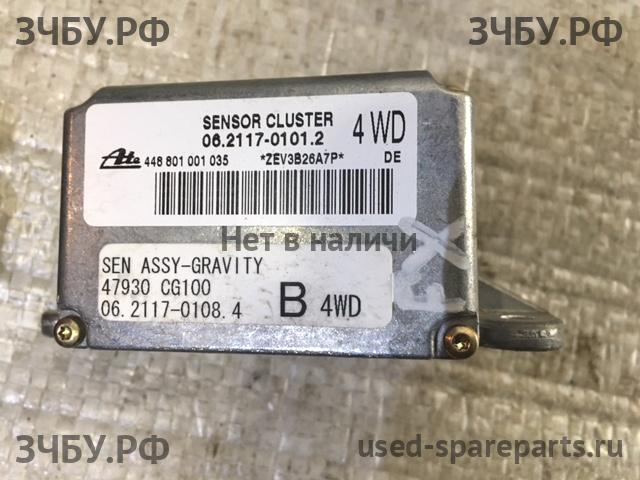 ЗЧБУ.РФ
ЗЧБУ.РФ
SENSOR CLUSTER
06.2117-0101.2
4 WD
Ate
448 801 001 035
*ZEV3B26A7P*
DE
Нет в наличи
SEN ASSY-GRAVITY
47930 CG100
06.2117-0108.4
B 4WD
FX
ЗЧБУ.РФ
used-spareparts.ru